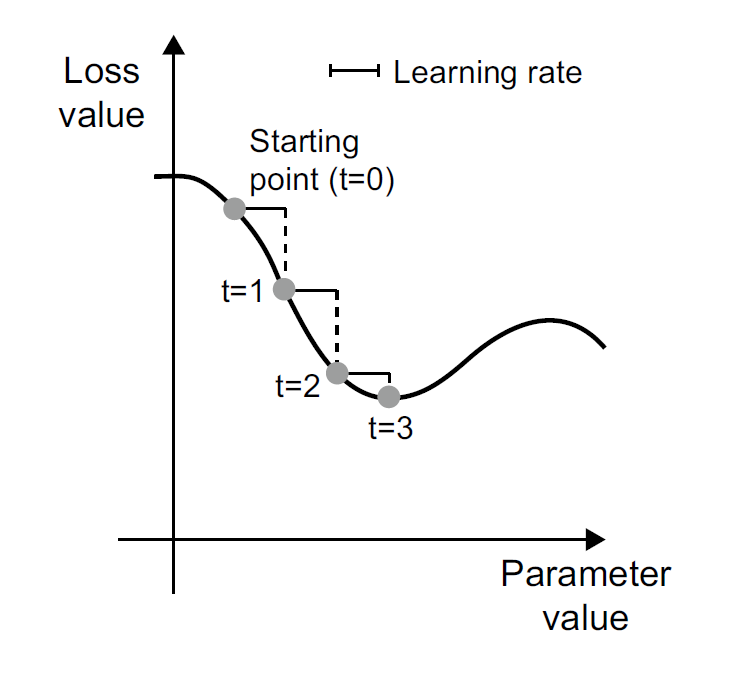 Loss
value
Learning rate
Starting
point (t=0)
t=1
t=2
t=3
Parameter
value